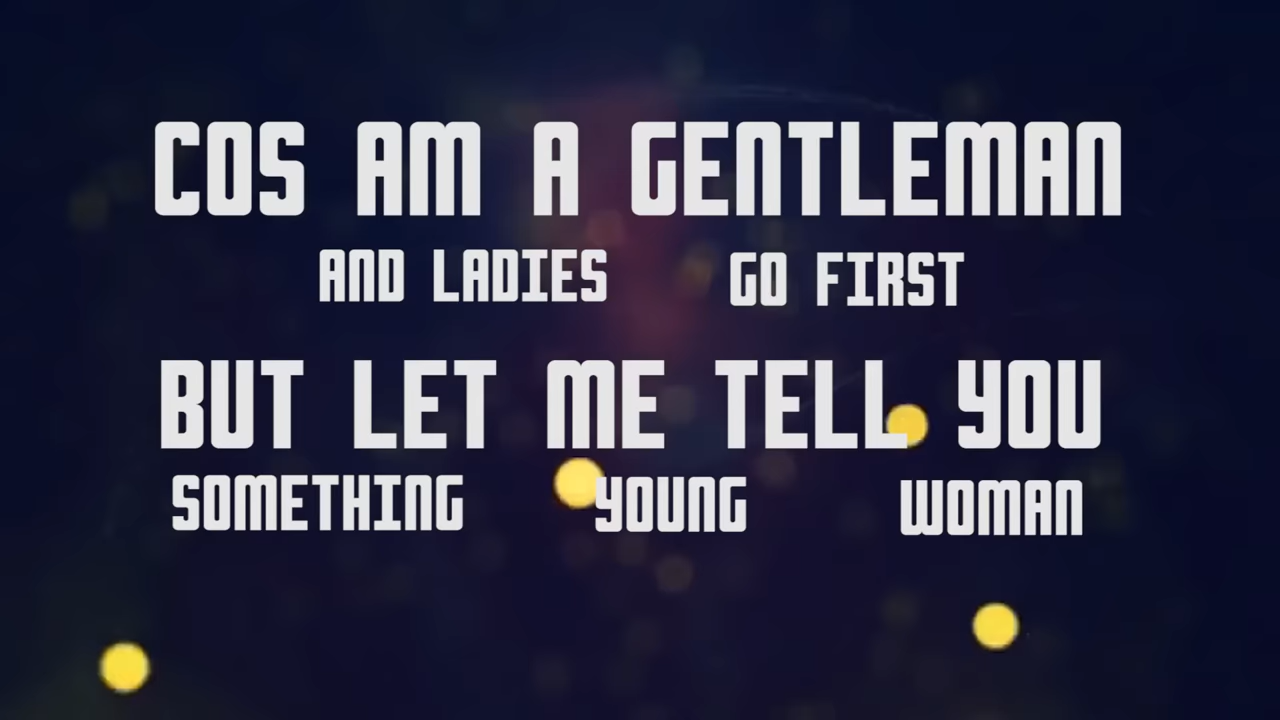 COS AM A GENTLEMAN
AND LADIES GO FIRST
BUT LET ME TELL YOU
SOMETHING YOUNG WOMAN